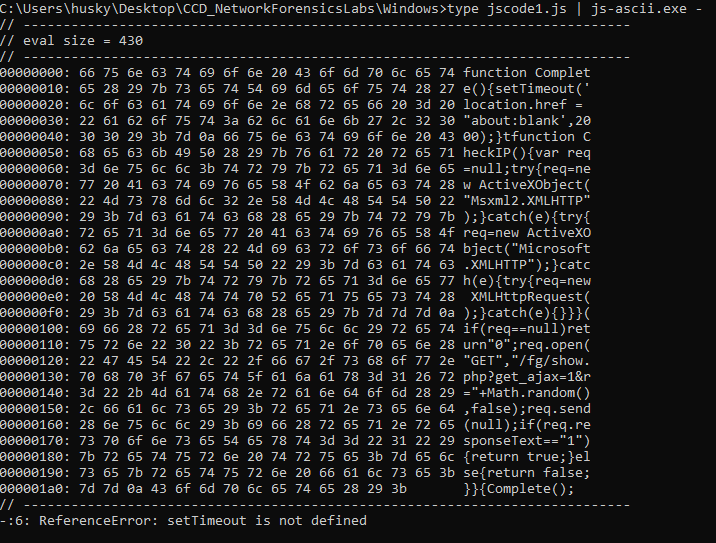 C:\Users\husky\Desktop\CCD_NetworkForensicsLabs\Windows>type jscode1.js | js-ascii.exe -
// -------------------------------------------------------------------------
// eval size = 430
// -------------------------------------------------------------------------
00000000: 66 75 6e 63 74 69 6f 6e 20 43 6f 6d 70 6c 65 74 function Complet
00000010: 65 28 29 7b 73 65 74 54 69 6d 65 6f 75 74 28 27 e(){setTimeout('
00000020: 6c 6f 63 61 74 69 6f 6e 2e 68 72 65 66 20 3d 20 location.href =
00000030: 22 61 62 6f 75 74 3a 62 6c 61 6e 6b 27 2c 32 30 "about:blank',20
00000040: 30 30 29 3b 7d 0a 66 75 6e 63 74 69 6f 6e 20 43 00);}tfunction C
00000050: 68 65 63 6b 49 50 28 29 7b 76 61 72 20 72 65 71 heckIP(){var req
00000060: 3d 6e 75 6c 6c 3b 74 72 79 7b 72 65 71 3d 6e 65 =null;try{req=ne
00000070: 77 20 41 63 74 69 76 65 58 4f 62 6a 65 63 74 28 w ActiveXObject(
00000080: 22 4d 73 78 6d 6c 32 2e 58 4d 4c 48 54 54 50 22 "Msxml2.XMLHTTP"
00000090: 29 3b 7d 63 61 74 63 68 28 65 29 7b 74 72 79 7b );}catch(e){try{
000000a0: 72 65 71 3d 6e 65 77 20 41 63 74 69 76 65 58 4f req=new ActiveXO
000000b0: 62 6a 65 63 74 28 22 4d 69 63 72 6f 73 6f 66 74 bject("Microsoft
000000c0: 2e 58 4d 4c 48 54 54 50 22 29 3b 7d 63 61 74 63 .XMLHTTP");}catc
000000d0: 68 28 65 29 7b 74 72 79 7b 72 65 71 3d 6e 65 77 h(e){try{req=new
000000e0: 20 58 4d 4c 48 74 74 70 52 65 71 75 65 73 74 28  XMLHttpRequest(
000000f0: 29 3b 7d 63 61 74 63 68 28 65 29 7b 7d 7d 7d 0a );}catch(e){}}}(
00000100: 69 66 28 72 65 71 3d 3d 6e 75 6c 6c 29 72 65 74 if(req==null)ret
00000110: 75 72 6e 22 30 22 3b 72 65 71 2e 6f 70 65 6e 28 urn"0";req.open(
00000120: 22 47 45 54 22 2c 22 2f 66 67 2f 73 68 6f 77 2e "GET","/fg/show.
00000130: 70 68 70 3f 67 65 74 5f 61 6a 61 78 3d 31 26 72 php?get_ajax=1&r
00000140: 3d 22 2b 4d 61 74 68 2e 72 61 6e 64 6f 6d 28 29 ="+Math.random()
00000150: 2c 66 61 6c 73 65 29 3b 72 65 71 2e 73 65 6e 64 ,false);req.send
00000160: 28 6e 75 6c 6c 29 3b 69 66 28 72 65 71 2e 72 65 (null);if(req.re
00000170: 73 70 6f 6e 73 65 54 65 78 74 3d 3d 22 31 22 29 sponseText=="1")
00000180: 7b 72 65 74 75 72 6e 20 74 72 75 65 3b 7d 65 6c {return true;}el
00000190: 73 65 7b 72 65 74 75 72 6e 20 66 61 6c 73 65 3b se{return false;
000001a0: 7d 7d 0a 43 6f 6d 70 6c 65 74 65 28 29 3b }}{Complete();
// -------------------------------------------------------------------------
-:6: ReferenceError: setTimeout is not defined